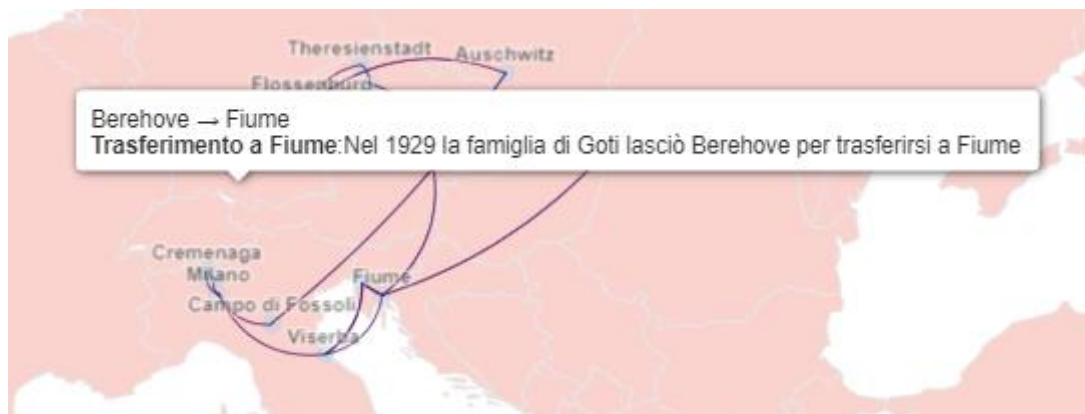 Theresienstadt
Auschwitz
Flossenburg
Berehove → Fiume
Trasferimento a Fiume:Nel 1929 la famiglia di Goti lasciò Berehove per trasferirsi a Fiume
Cremenaga
Milano
Fiume
Campo di Fossoli
Viserba